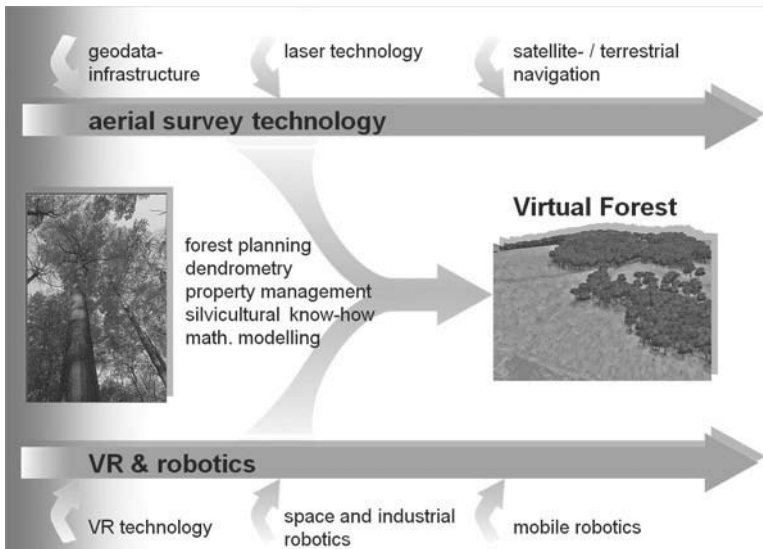 geodata-
infrastructure
laser technology
satellite- / terrestrial
navigation
aerial survey technology
Virtual Forest
forest planning
dendrometry
property management
silvicultural know-how
math. modelling
VR & robotics
VR technology
space and industrial
robotics
mobile robotics